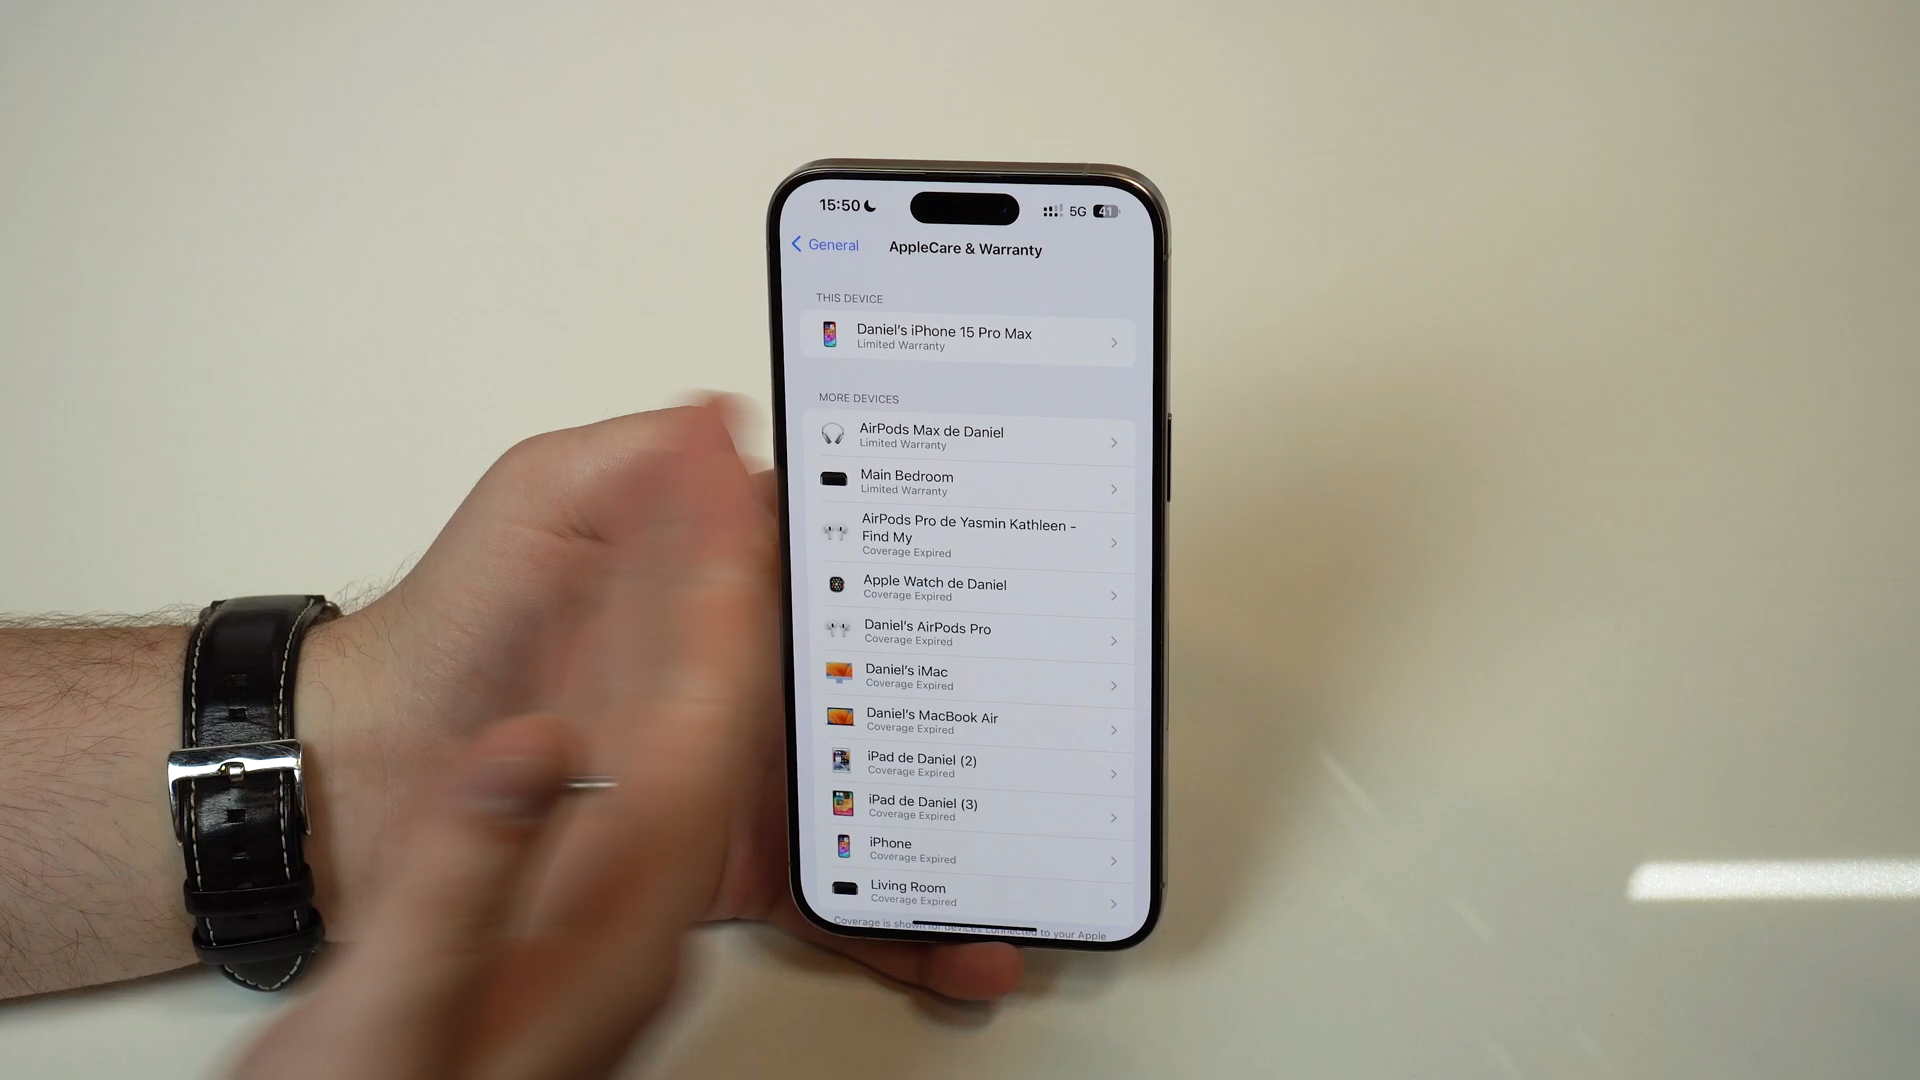 15:50
5G
41
General
AppleCare & Warranty
THIS DEVICE
Daniel's iPhone 15 Pro Max
Limited Warranty
MORE DEVICES
AirPods Max de Daniel
Limited Warranty
Main Bedroom
Limited Warranty
AirPods Pro de Yasmin Kathleen -
Find My
Coverage Expired
Apple Watch de Daniel
Coverage Expired
Daniel's AirPods Pro
Coverage Expired
Daniel's iMac
Coverage Expired
Daniel's MacBook Air
Coverage Expired
iPad de Daniel (2)
Coverage Expired
iPad de Daniel (3)
Coverage Expired
iPhone
Coverage Expired
Living Room
Coverage Expired
Coverage is shown for devices connected to your Apple